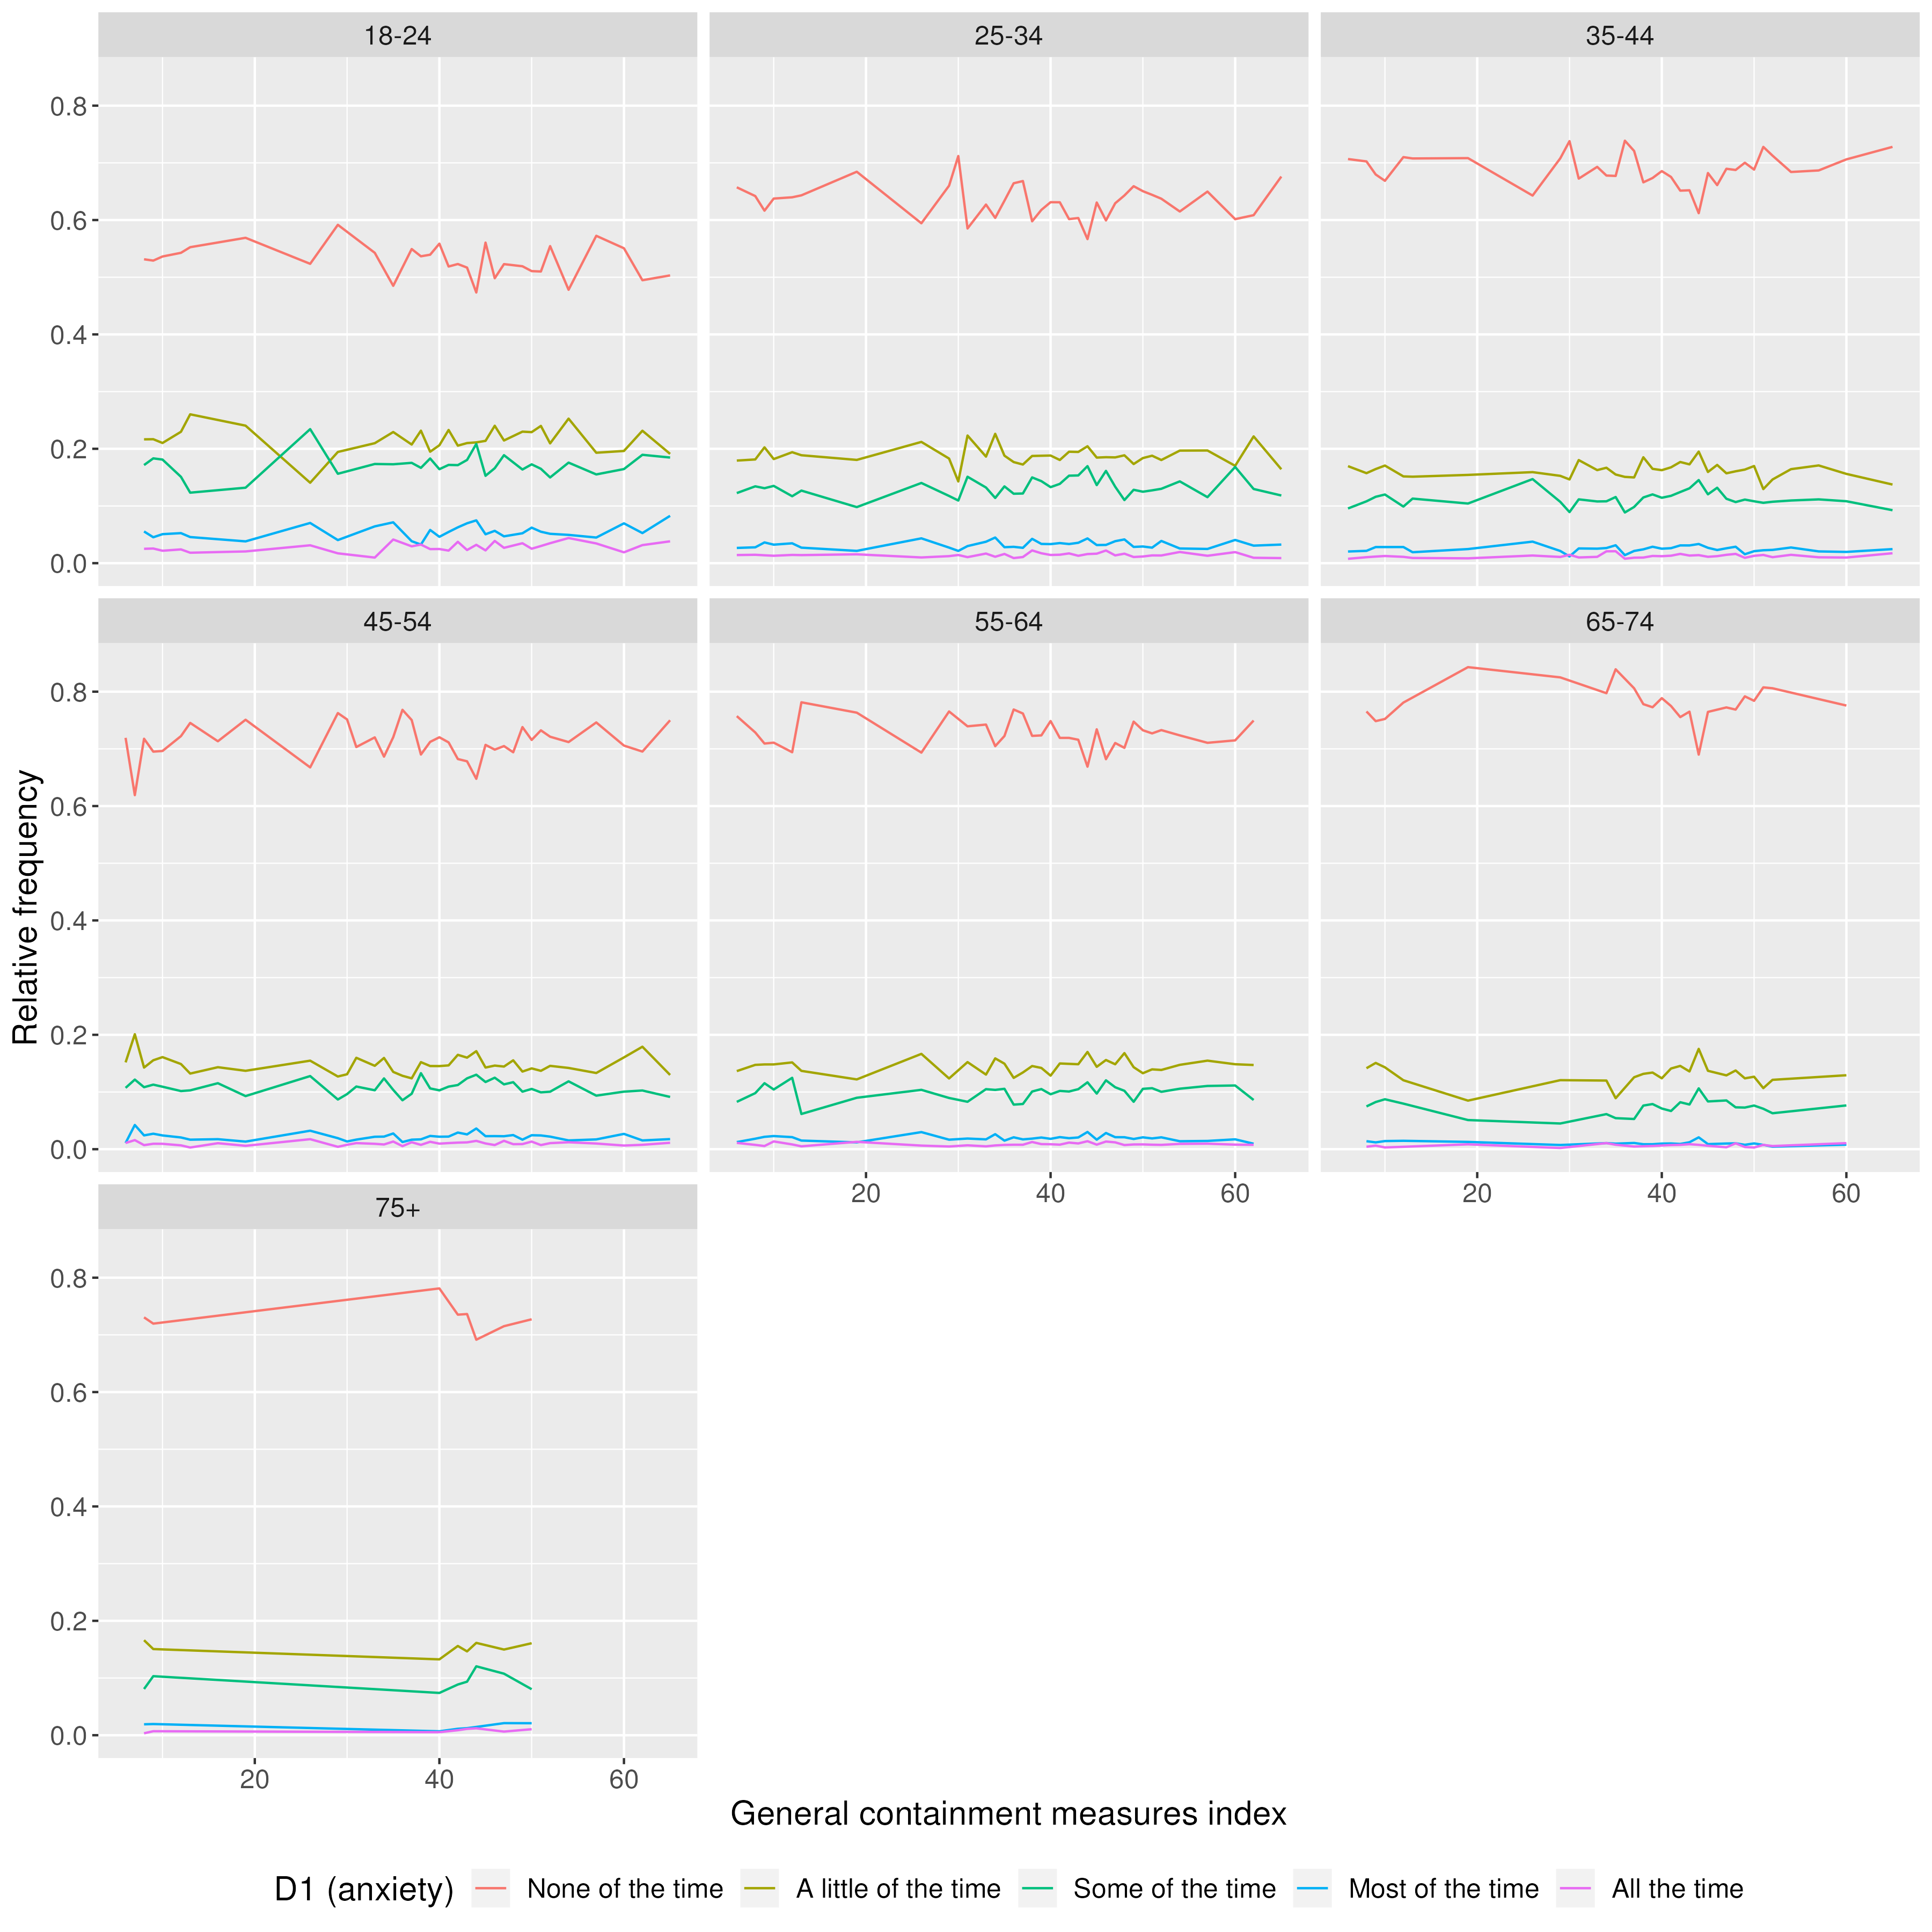 18-24 25-34 35-44
0.8
0.6
0.4
0.2
0.0
45-54 55-64 65-74
0.8
0.6
0.4
0.2
0.0
20 40 60 20 40 60
75+
0.8
0.6
0.4
0.2
0.0
20 40 60
Relative frequency
General containment measures index
D1 (anxiety) None of the time A little of the time Some of the time Most of the time All the time